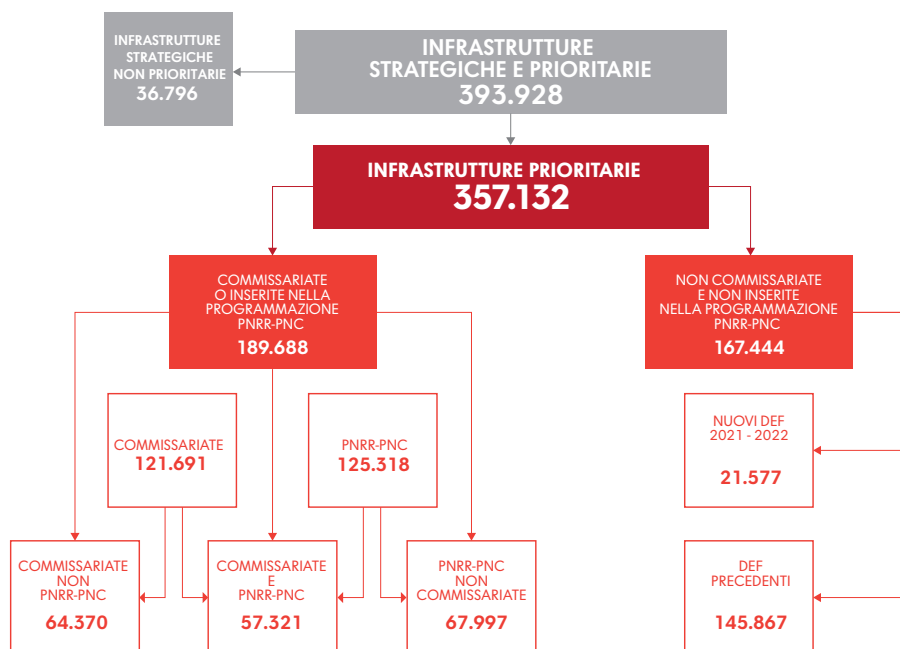 INFRASTRUTTURE
STRATEGICHE
NON PRIORITARIE
36.796
INFRASTRUTTURE
STRATEGICHE E PRIORITARIE
393.928
INFRASTRUTTURE PRIORITARIE
357.132
COMMISSARIATE
O INSERITE NELLA
PROGRAMMAZIONE
PNRR-PNC
189.688
NON COMMISSARIATE
E NON INSERITE
NELLA PROGRAMMAZIONE
PNRR-PNC
167.444
COMMISSARIATE
121.691
PNRR-PNC
125.318
NUOVI DEF
2021 - 2022
21.577
COMMISSARIATE
NON
PNRR-PNC
64.370
COMMISSARIATE
E
PNRR-PNC
57.321
PNRR-PNC
NON
COMMISSARIATE
67.997
DEF
PRECEDENTI
145.867